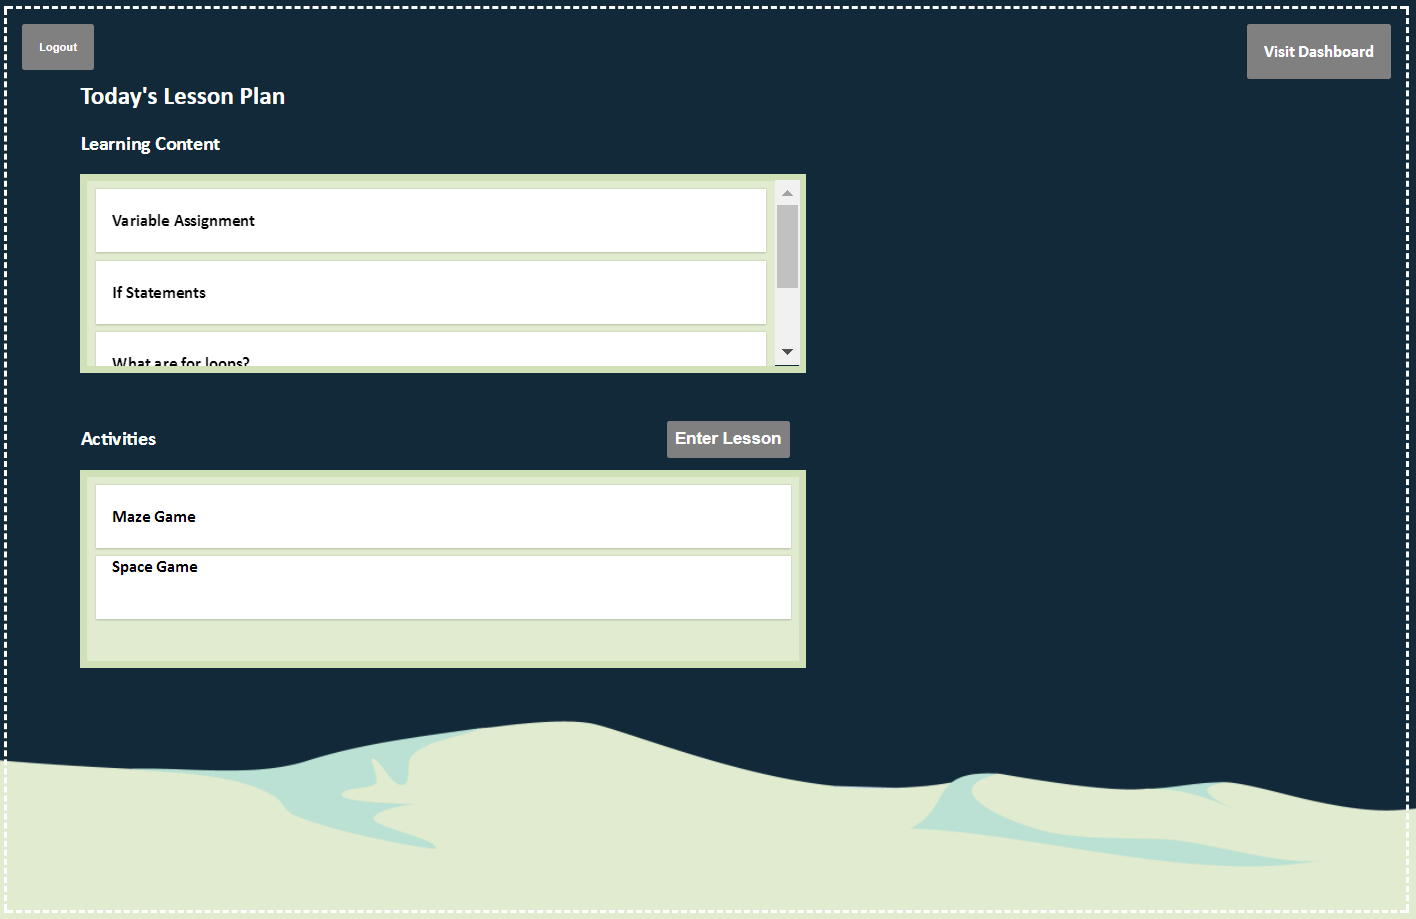 Logout
Visit Dashboard
Today's Lesson Plan
Learning Content
Variable Assignment
If Statements
What are for loops?
Activities
Enter Lesson
Maze Game
Space Game